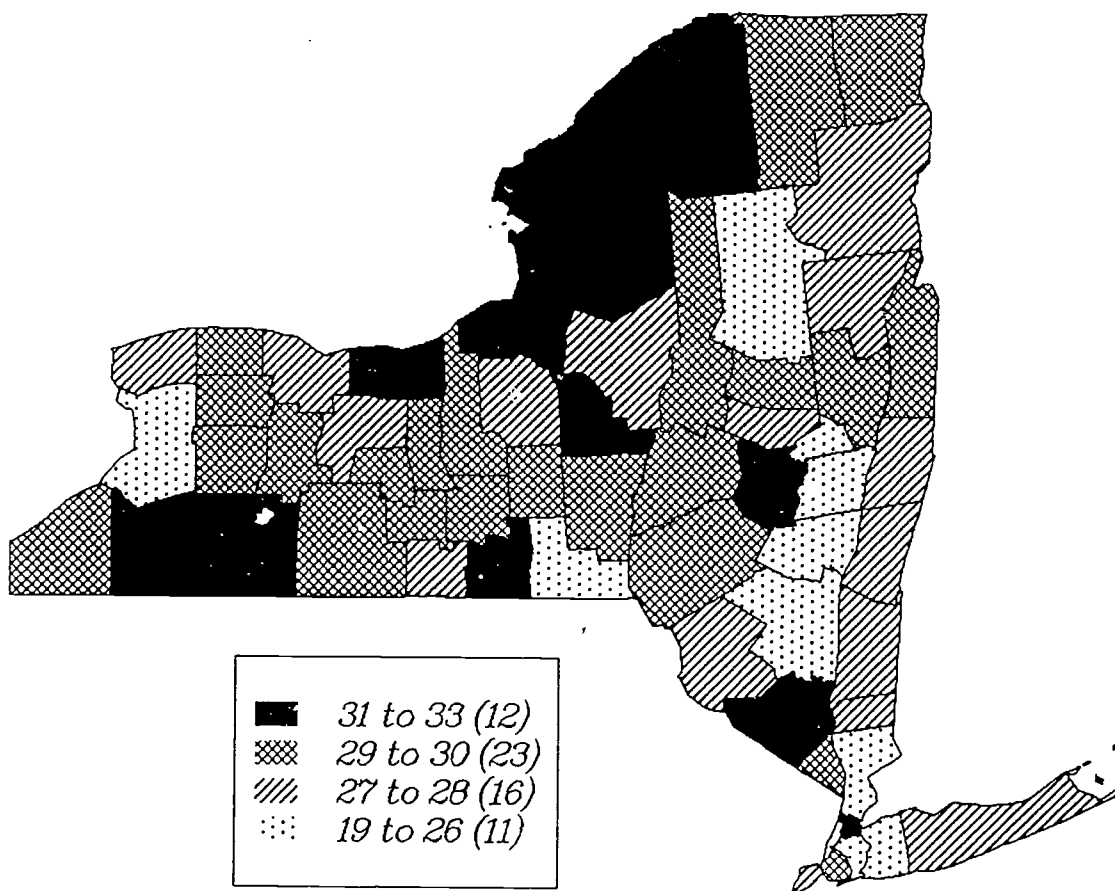 31 to 33 (12)
29 to 30 (23)
27 to 28 (16)
19 to 26 (11)